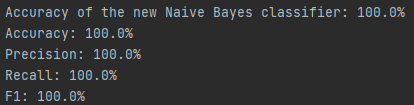 Accuracy of the new Naive Bayes classifier: 100.0%
Accuracy: 100.0%
Precision: 100.0%
Recall: 100.0%
F1: 100.0%